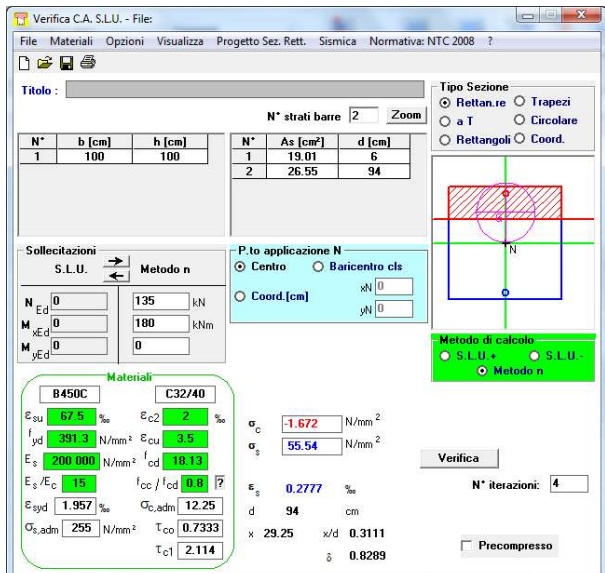 Verifica C.A. S.L.U. - File:
File Materiali Opzioni Visualizza Progetto Sez. Rett. Sismica Normativa: NTC 2008 ?
Titolo :
N° strati barre 2 Zoom
Tipo Sezione
Rettan.re Trapezi
a T Circolare
Rettangoli Coord.
N° b [cm] h [cm]
1 100 100
N° As [cm²] d [cm]
1 19.01 6
2 26.55 94
N
Sollecitazioni
S.L.U. Metodo n
N Ed 0 135 kN
M xEd 0 180 kNm
M yEd 0 0
P.to applicazione N
Centro Baricentro cls
Coord.[cm]
xN 0
yN 0
Metodo di calcolo
S.L.U.+ S.L.U.-
Metodo n
Materiali
B450C C32/40
εsu 67.5 ‰ εc2 2 ‰
fyd 391.3 N/mm² εcu 3.5
Es 200 000 N/mm² fcd 18.13
Es/Ec 15 fcc / fcd 0.8 ?
εsyd 1.957 ‰ σc,adm 12.25
σs,adm 255 N/mm² τco 0.7333
τc1 2.114
σc -1.672 N/mm²
σs 55.54 N/mm²
εs 0.2777 ‰
d 94 cm
x 29.25 x/d 0.3111
δ 0.8289
Verifica
N° iterazioni: 4
Precompresso